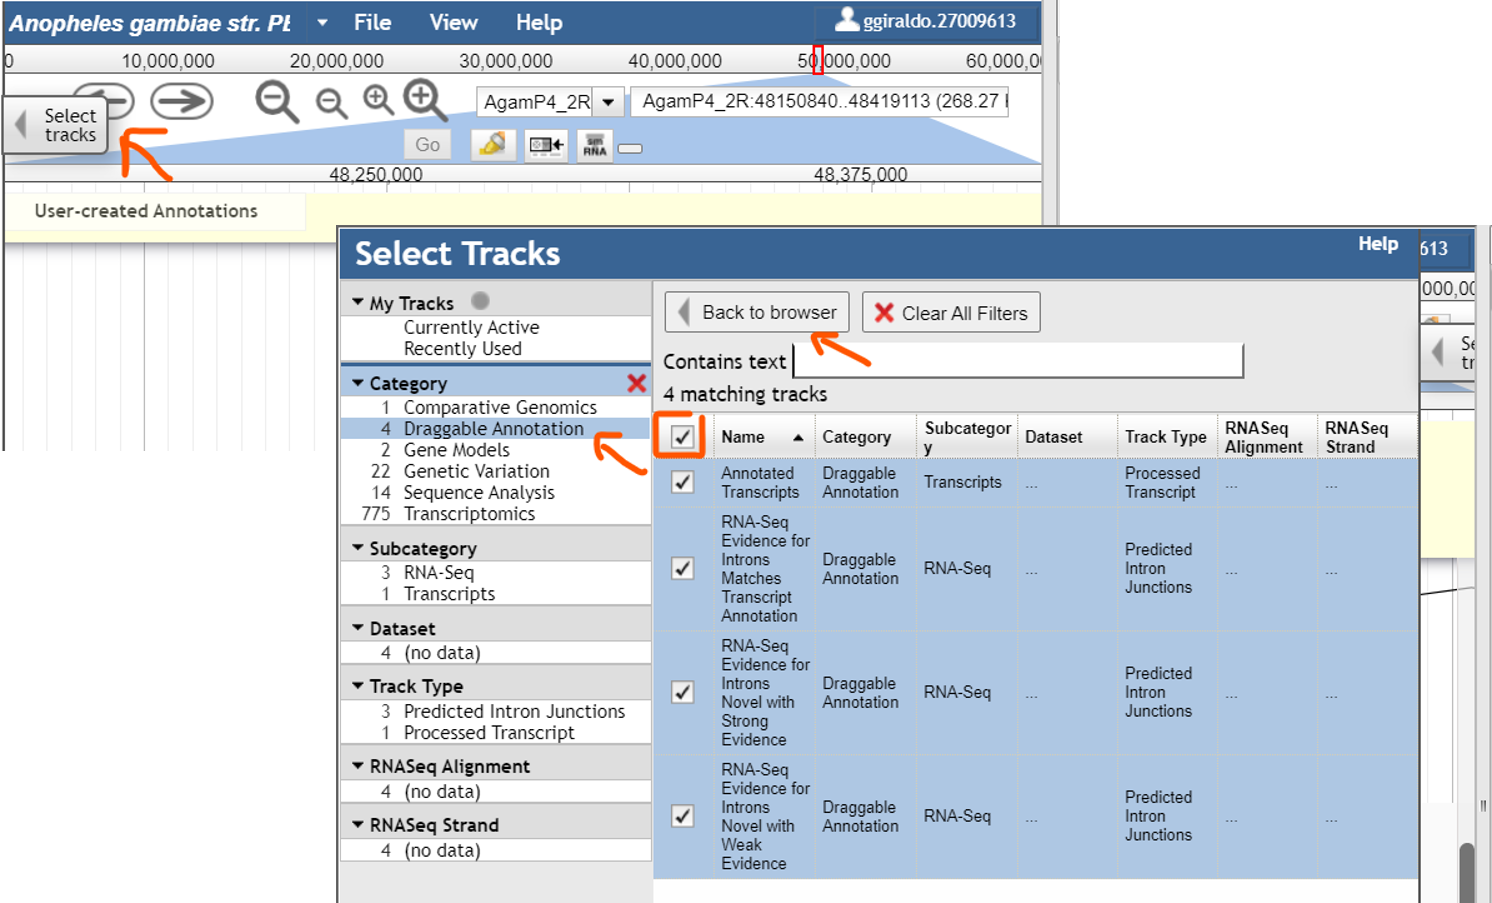 Anopheles gambiae str. PE File View Help ggiraldo.27009613
0 10,000,000 20,000,000 30,000,000 40,000,000 50,000,000 60,000,0
AgamP4_2R AgamP4_2R:48150840..48419113 (268.27 
Select
tracks
Go sm
RNA
48,250,000 48,375,000
User-created Annotations
Select Tracks Help
613
000,00
Se
tr
My Tracks
Currently Active
Recently Used
Category
1 Comparative Genomics
4 Draggable Annotation
2 Gene Models
22 Genetic Variation
14 Sequence Analysis
775 Transcriptomics
Subcategory
3 RNA-Seq
1 Transcripts
Dataset
4 (no data)
Track Type
3 Predicted Intron Junctions
1 Processed Transcript
RNASeq Alignment
4 (no data)
RNASeq Strand
4 (no data)
Back to browser Clear All Filters
Contains text
4 matching tracks
Name Category Subcategor
y Dataset Track Type RNASeq
Alignment RNASeq
Strand
Annotated
Transcripts
Draggable
Annotation
Transcripts
...
Processed
Transcript
...
...
RNA-Seq
Evidence for
Introns
Matches
Transcript
Annotation
Draggable
Annotation
RNA-Seq
...
Predicted
Intron
Junctions
...
...
RNA-Seq
Evidence for
Introns
Novel with
Strong
Evidence
Draggable
Annotation
RNA-Seq
...
Predicted
Intron
Junctions
...
...
RNA-Seq
Evidence for
Introns
Novel with
Weak
Evidence
Draggable
Annotation
RNA-Seq
...
Predicted
Intron
Junctions
...
...